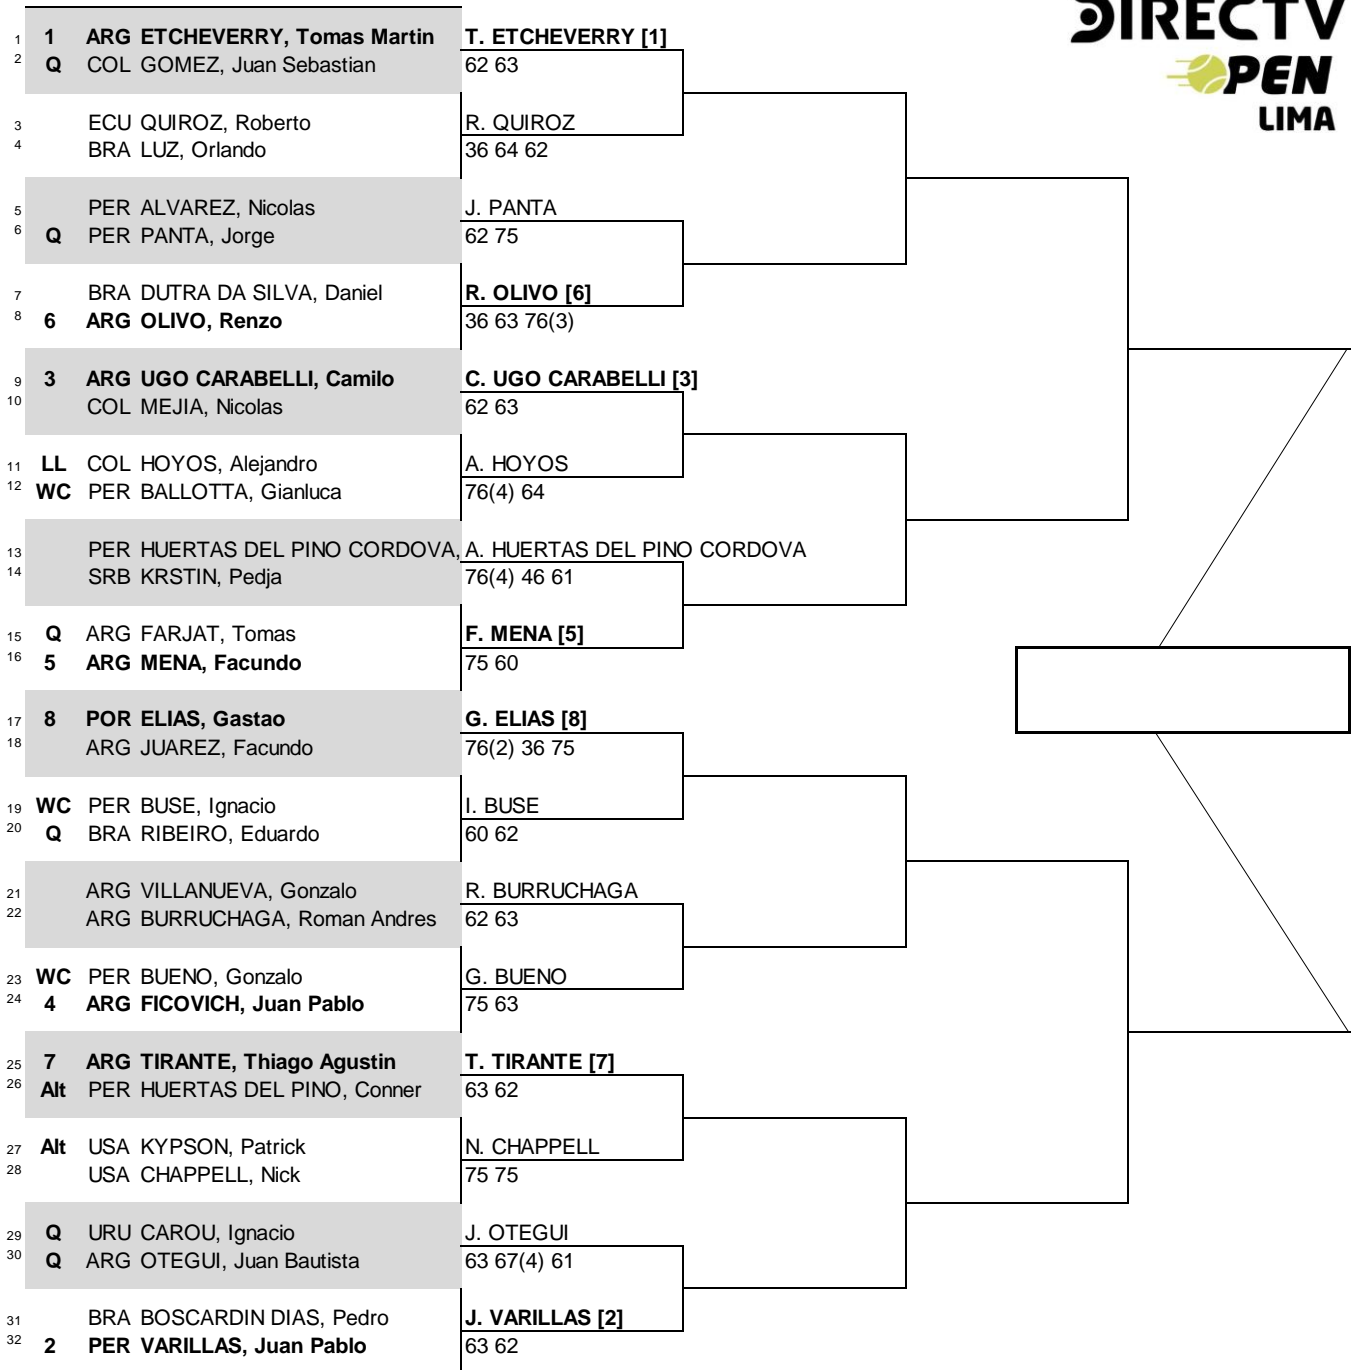 DIRECTV
OPEN
LIMA
1 1 ARG ETCHEVERRY, Tomas Martin T. ETCHEVERRY [1]
2 Q COL GOMEZ, Juan Sebastian 62 63
3 ECU QUIROZ, Roberto R. QUIROZ
4 BRA LUZ, Orlando 36 64 62
5 PER ALVAREZ, Nicolas J. PANTA
6 Q PER PANTA, Jorge 62 75
7 BRA DUTRA DA SILVA, Daniel R. OLIVO [6]
8 6 ARG OLIVO, Renzo 36 63 76(3)
9 3 ARG UGO CARABELLI, Camilo C. UGO CARABELLI [3]
10 COL MEJIA, Nicolas 62 63
11 LL COL HOYOS, Alejandro A. HOYOS
12 WC PER BALLOTTA, Gianluca 76(4) 64
13 PER HUERTAS DEL PINO CORDOVA, A. HUERTAS DEL PINO CORDOVA
14 SRB KRSTIN, Pedja 76(4) 46 61
15 Q ARG FARJAT, Tomas F. MENA [5]
16 5 ARG MENA, Facundo 75 60
17 8 POR ELIAS, Gastao G. ELIAS [8]
18 ARG JUAREZ, Facundo 76(2) 36 75
19 WC PER BUSE, Ignacio I. BUSE
20 Q BRA RIBEIRO, Eduardo 60 62
21 ARG VILLANUEVA, Gonzalo R. BURRUCHAGA
22 ARG BURRUCHAGA, Roman Andres 62 63
23 WC PER BUENO, Gonzalo G. BUENO
24 4 ARG FICOVICH, Juan Pablo 75 63
25 7 ARG TIRANTE, Thiago Agustin T. TIRANTE [7]
26 Alt PER HUERTAS DEL PINO, Conner 63 62
27 Alt USA KYPSON, Patrick N. CHAPPELL
28 USA CHAPPELL, Nick 75 75
29 Q URU CAROU, Ignacio J. OTEGUI
30 Q ARG OTEGUI, Juan Bautista 63 67(4) 61
31 BRA BOSCARDIN DIAS, Pedro J. VARILLAS [2]
32 2 PER VARILLAS, Juan Pablo 63 62